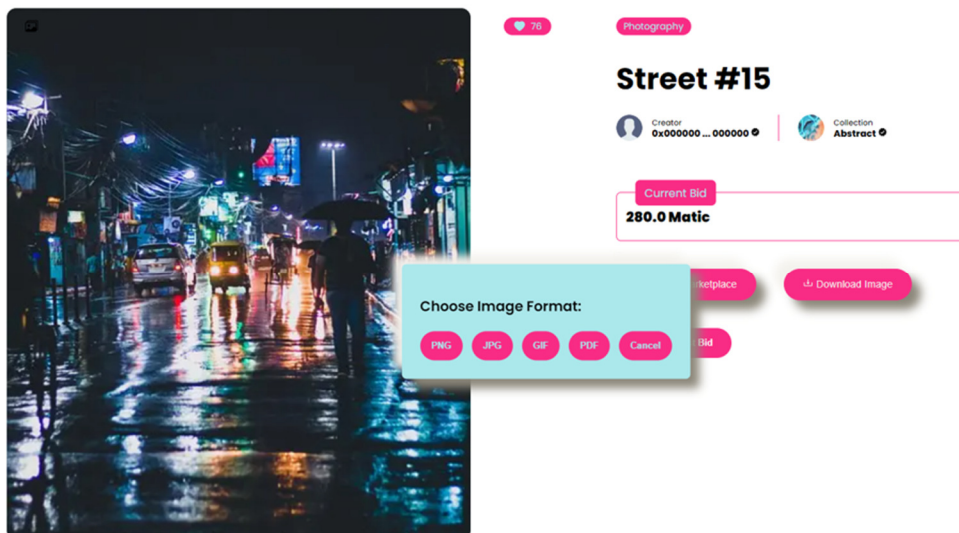 76
Photography
Street #15
Creator
0x000000 ... 000000
Collection
Abstract
Current Bid
280.0 Matic
Download Image
Choose Image Format:
PNG JPG GIF PDF Cancel
Bid